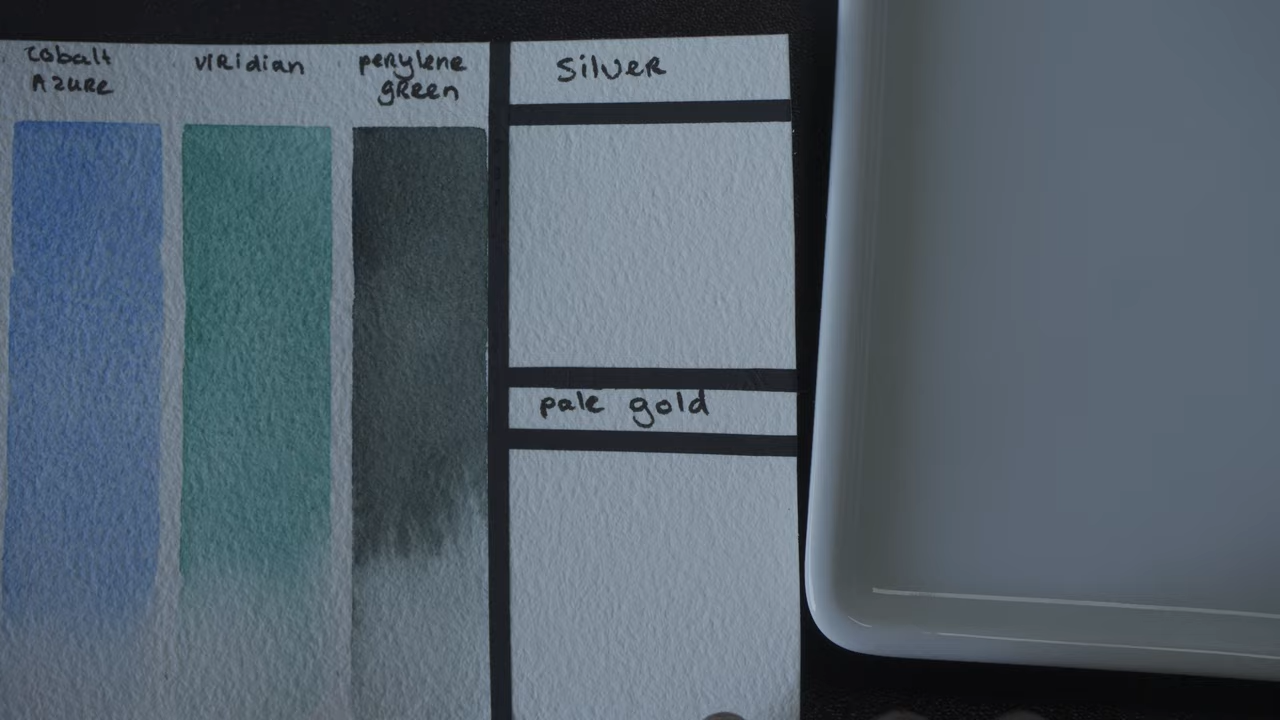 cobalt
Azure
viridian
perylene
green
Silver
pale gold